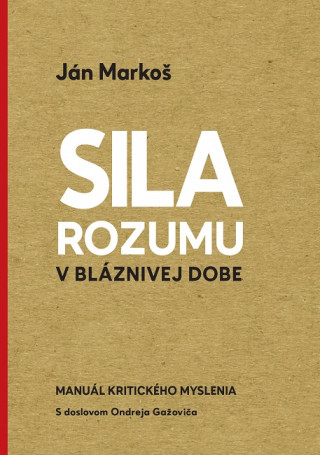 Ján Markoš
SILA
ROZUMU
V BLÁZNIVEJ DOBE
MANUÁL KRITICKÉHO MYSLENIA
S doslovom Ondreja Gažoviča